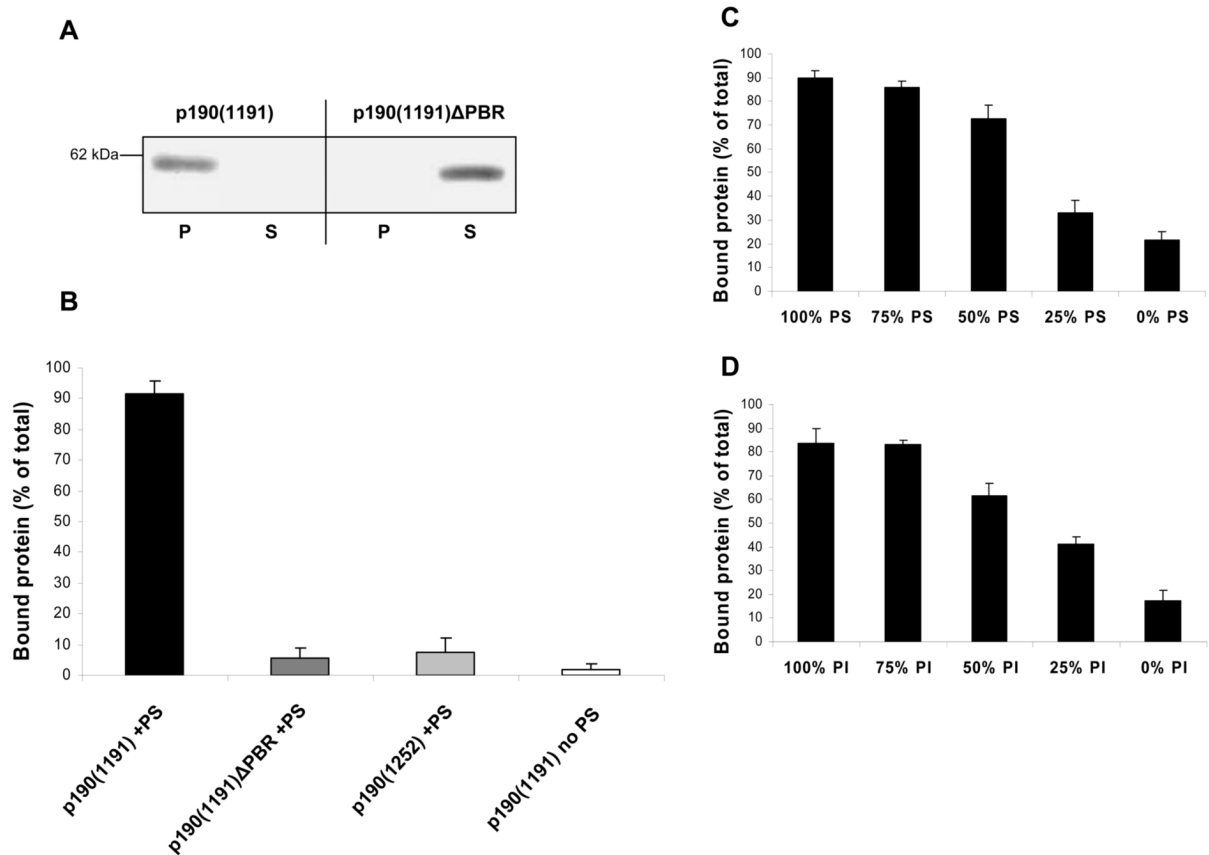 A
p190(1191)
p190(1191)ΔPBR
62 kDa
P
S
P
S
B
Bound protein (% of total)
100
90
80
70
60
50
40
30
20
10
0
p190(1191) +PS
p190(1191)ΔPBR +PS
p190(1252) +PS
p190(1191) no PS
C
Bound protein (% of total)
100
90
80
70
60
50
40
30
20
10
0
100% PS
75% PS
50% PS
25% PS
0% PS
D
Bound protein (% of total)
100
90
80
70
60
50
40
30
20
10
0
100% PI
75% PI
50% PI
25% PI
0% PI